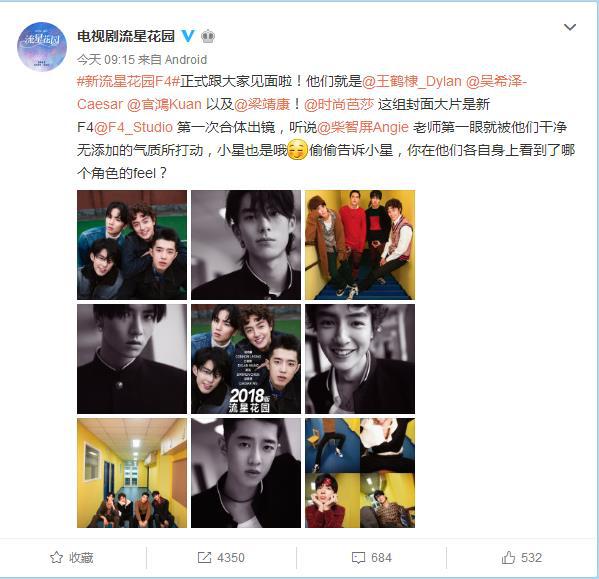 电视剧流星花园
今天 09:15 来自 Android
#新流星花园F4#正式跟大家见面啦！他们就是@王鹤棣_Dylan @吴希泽-
Caesar @官鸿Kuan 以及@梁靖康！@时尚芭莎 这组封面大片是新
F4@F4_Studio 第一次合体出镜，听说@柴智屏Angie 老师第一眼就被他们干净
无添加的气质所打动，小星也是哦 偷偷告诉小星，你在他们各自身上看到了哪
个角色的feel？
2018版
流星花园
收藏
4350
684
532